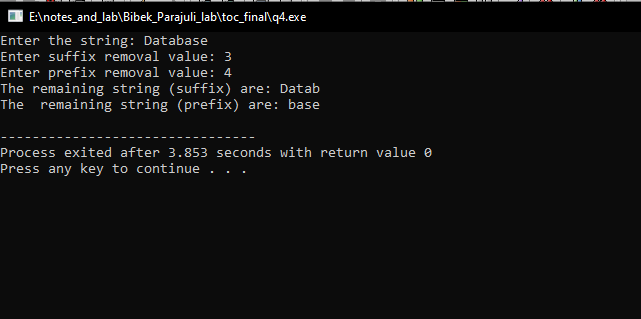 E:\notes_and_lab\Bibek_Parajuli_lab\toc_final\q4.exe
Enter the string: Database
Enter suffix removal value: 3
Enter prefix removal value: 4
The remaining string (suffix) are: Datab
The  remaining string (prefix) are: base
--------------------------------
Process exited after 3.853 seconds with return value 0
Press any key to continue . . .